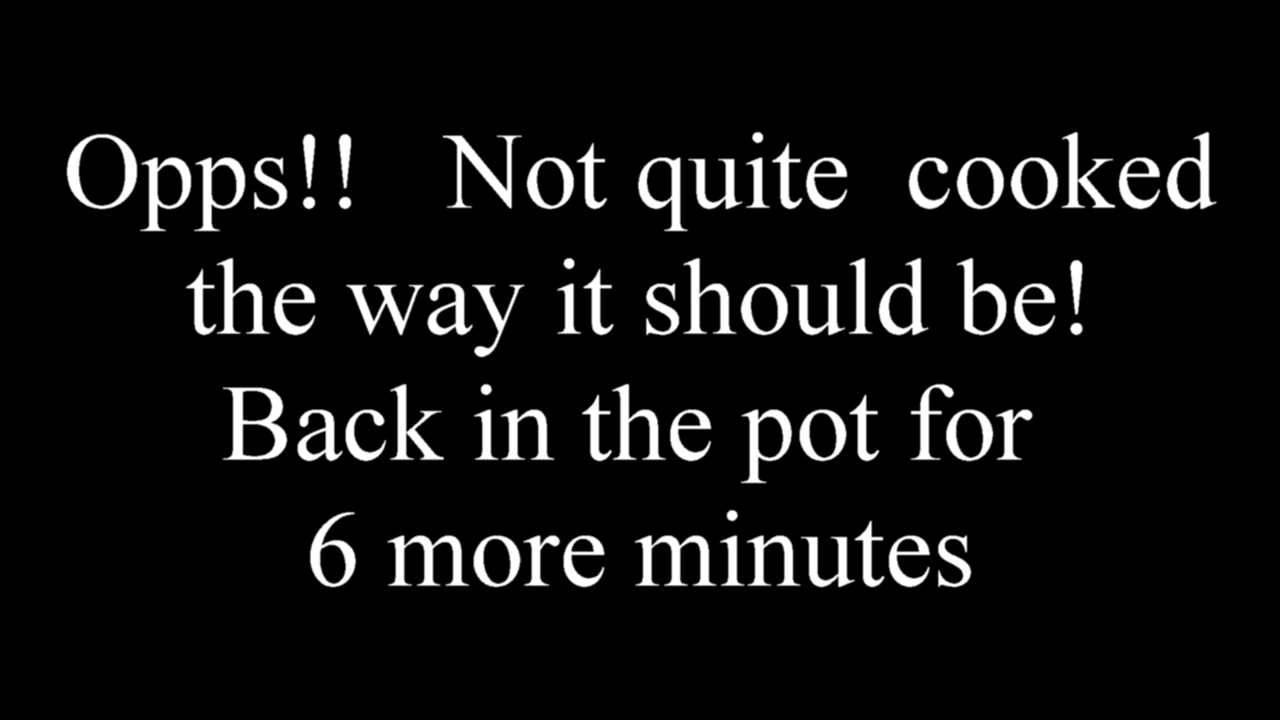 Opps!! Not quite cooked
the way it should be!
Back in the pot for
6 more minutes